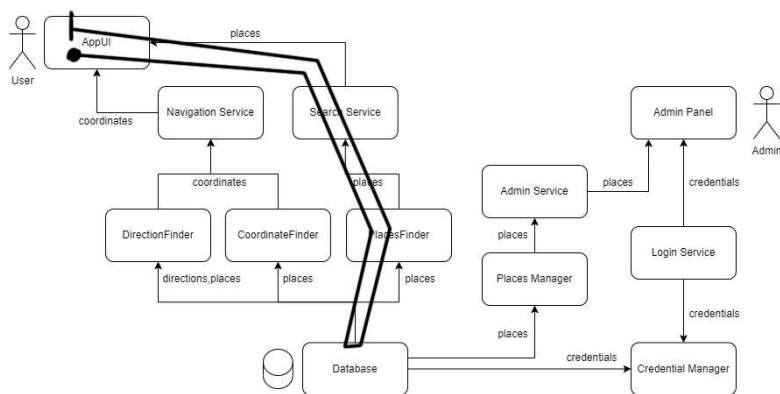 AppUI
places
User
coordinates
Navigation Service
Search Service
Admin Panel
Admin
coordinates
places
Admin Service
places
credentials
DirectionFinder
CoordinateFinder
PlacesFinder
places
Login Service
directions,places
places
places
Places Manager
credentials
places
Database
credentials
Credential Manager